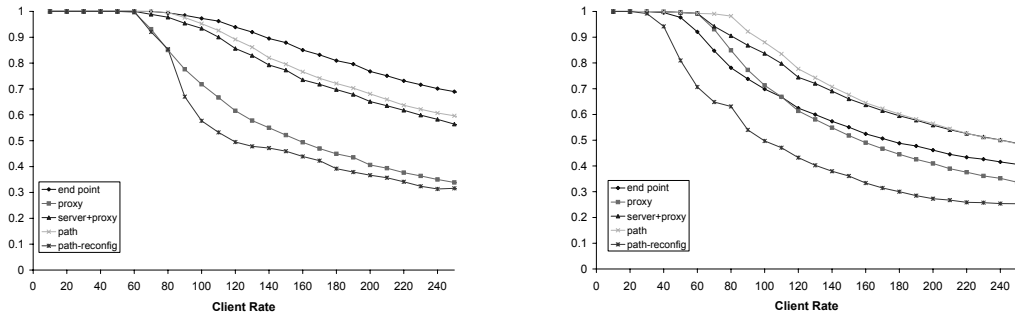 1
0.9
0.8
0.7
0.6
0.5
0.4
0.3
0.2
0.1
0
end point
proxy
server+proxy
path
path-reconfig
0 20 40 60 80 100 120 140 160 180 200 220 240
Client Rate
1
0.9
0.8
0.7
0.6
0.5
0.4
0.3
0.2
0.1
0
end point
proxy
server+proxy
path
path-reconfig
0 20 40 60 80 100 120 140 160 180 200 220 240
Client Rate